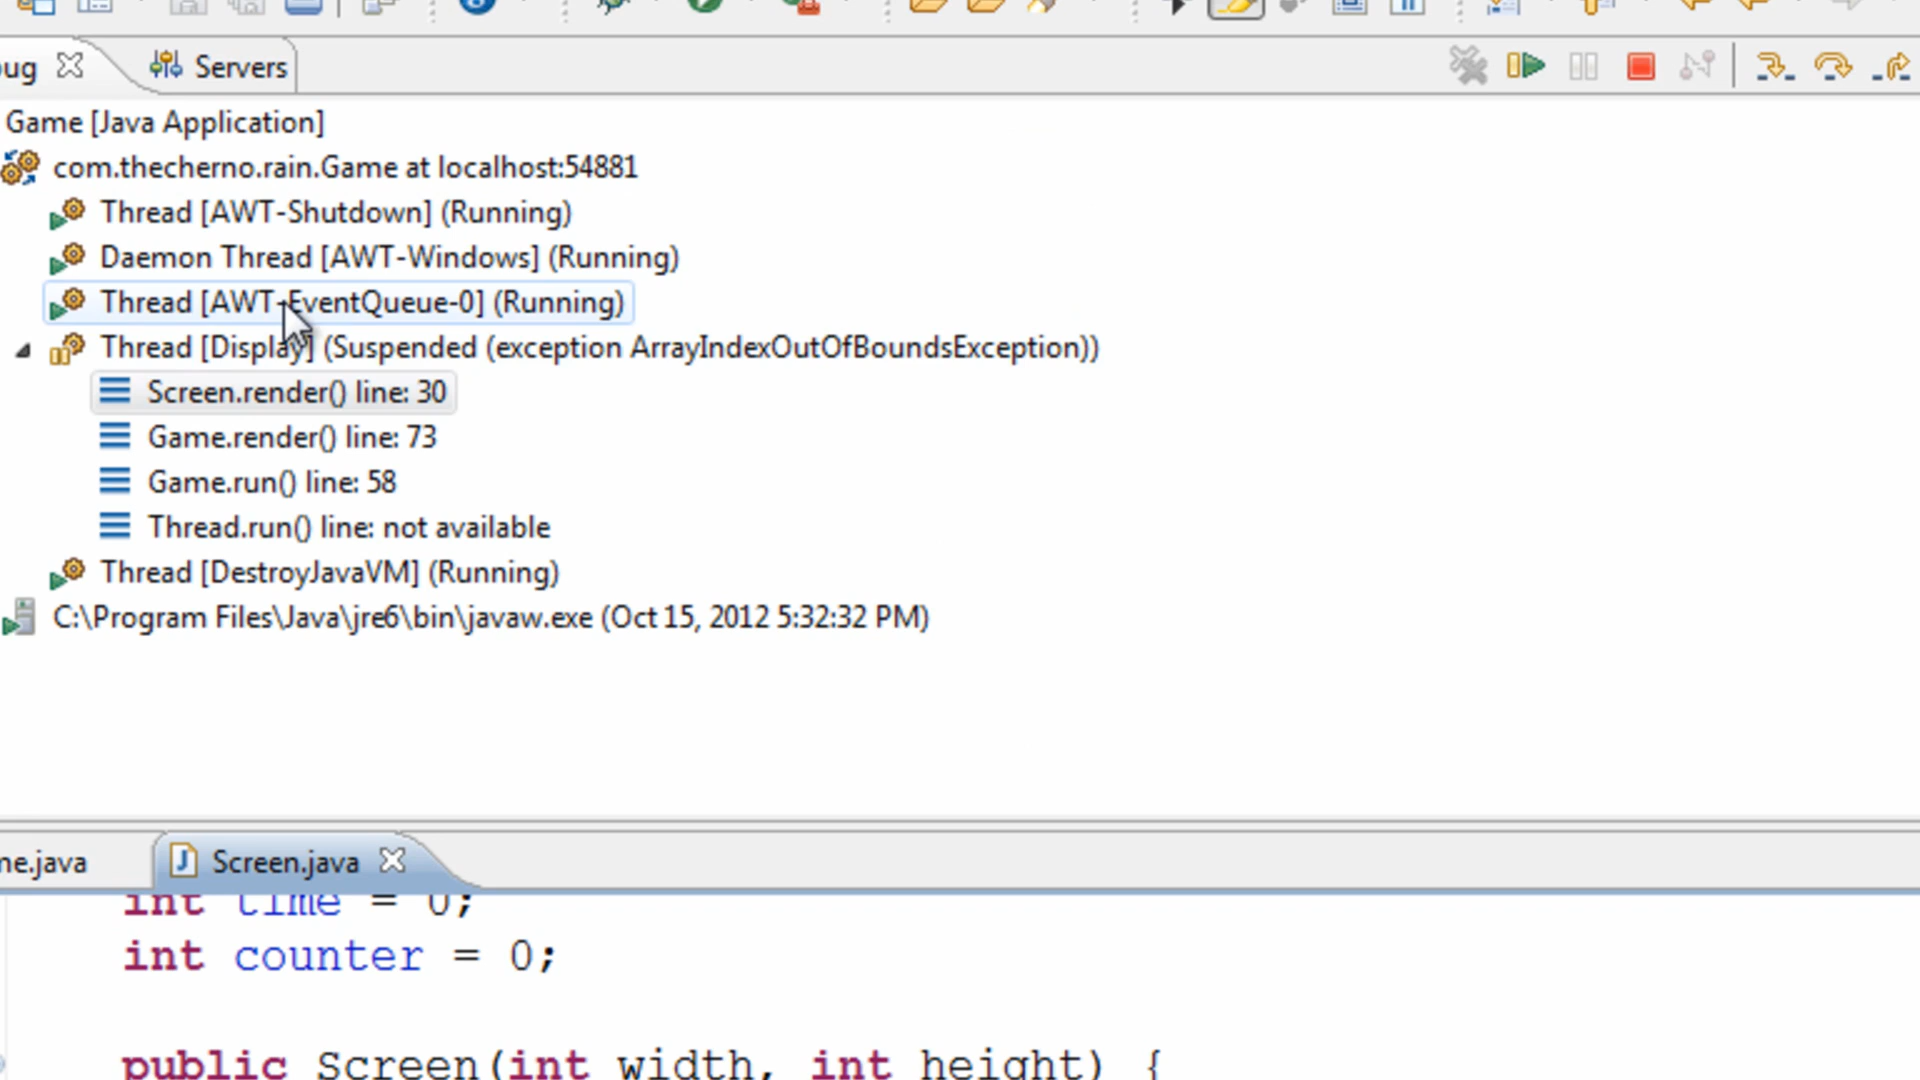 ug
Servers
Game [Java Application]
com.thecherno.rain.Game at localhost:54881
Thread [AWT-Shutdown] (Running)
Daemon Thread [AWT-Windows] (Running)
Thread [AWT-EventQueue-0] (Running)
Thread [Display] (Suspended (exception ArrayIndexOutOfBoundsException))
Screen.render() line: 30
Game.render() line: 73
Game.run() line: 58
Thread.run() line: not available
Thread [DestroyJavaVM] (Running)
C:\Program Files\Java\jre6\bin\javaw.exe (Oct 15, 2012 5:32:32 PM)
ne.java
Screen.java
int time = 0;
int counter = 0;
public Screen(int width, int height) {